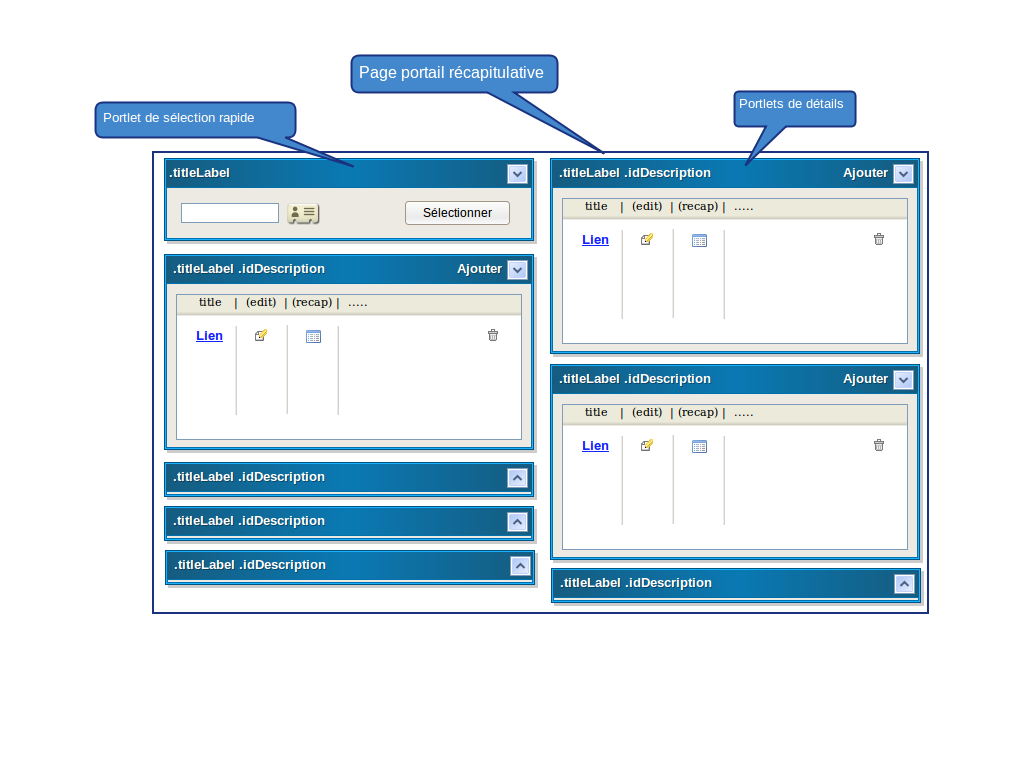 Page portail récapitulative
Portlet de sélection rapide
Portlets de détails
.titleLabel
Sélectionner
.titleLabel .idDescription Ajouter
title | (edit) | (recap) | .....
Lien
.titleLabel .idDescription
.titleLabel .idDescription
.titleLabel .idDescription
.titleLabel .idDescription Ajouter
title | (edit) | (recap) | .....
Lien
.titleLabel .idDescription Ajouter
title | (edit) | (recap) | .....
Lien
.titleLabel .idDescription